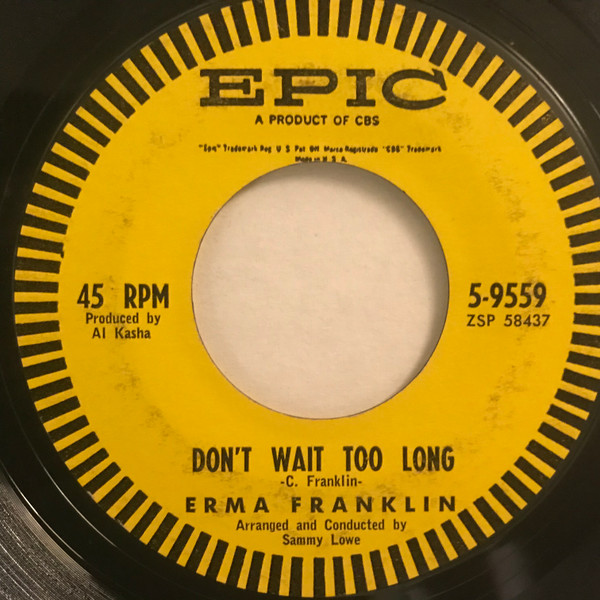 EPIC
A PRODUCT OF CBS
"Epic" Trademark Reg U S Pat Off Marca Registrada "CBS" Trademark
Made in U. S. A.
45 RPM
Produced by
Al Kasha
5-9559
ZSP 58437
DON'T WAIT TOO LONG
-C. Franklin-
ERMA FRANKLIN
Arranged and Conducted by
Sammy Lowe